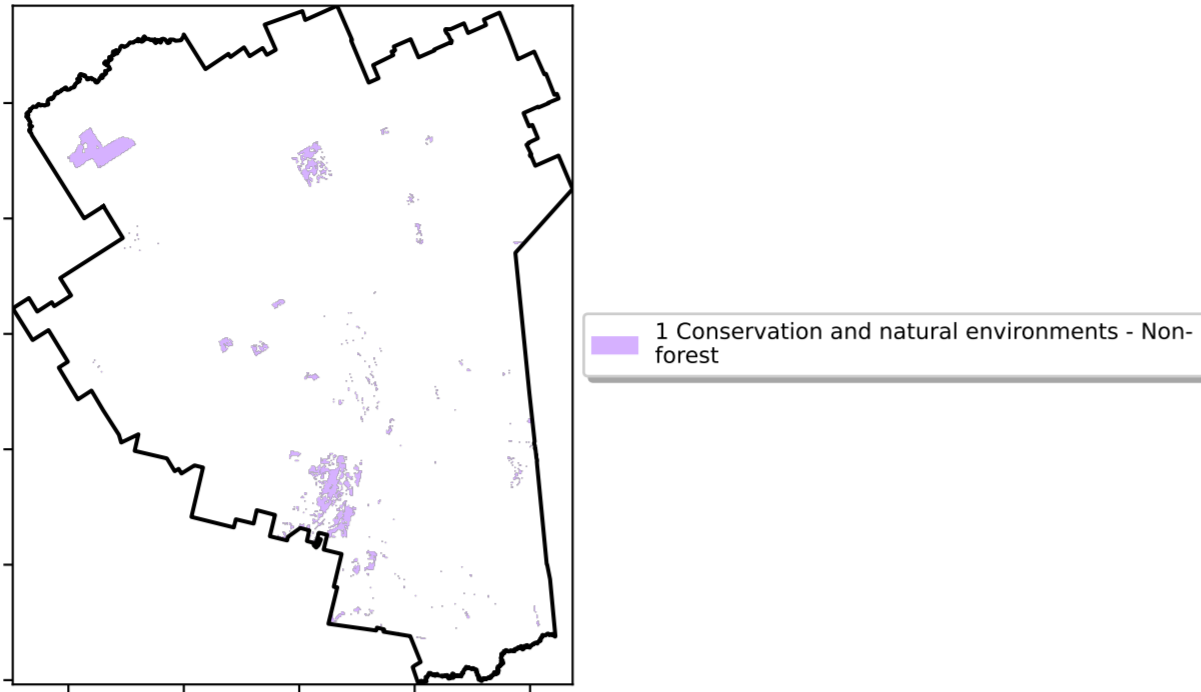 1 Conservation and natural environments - Non-
forest